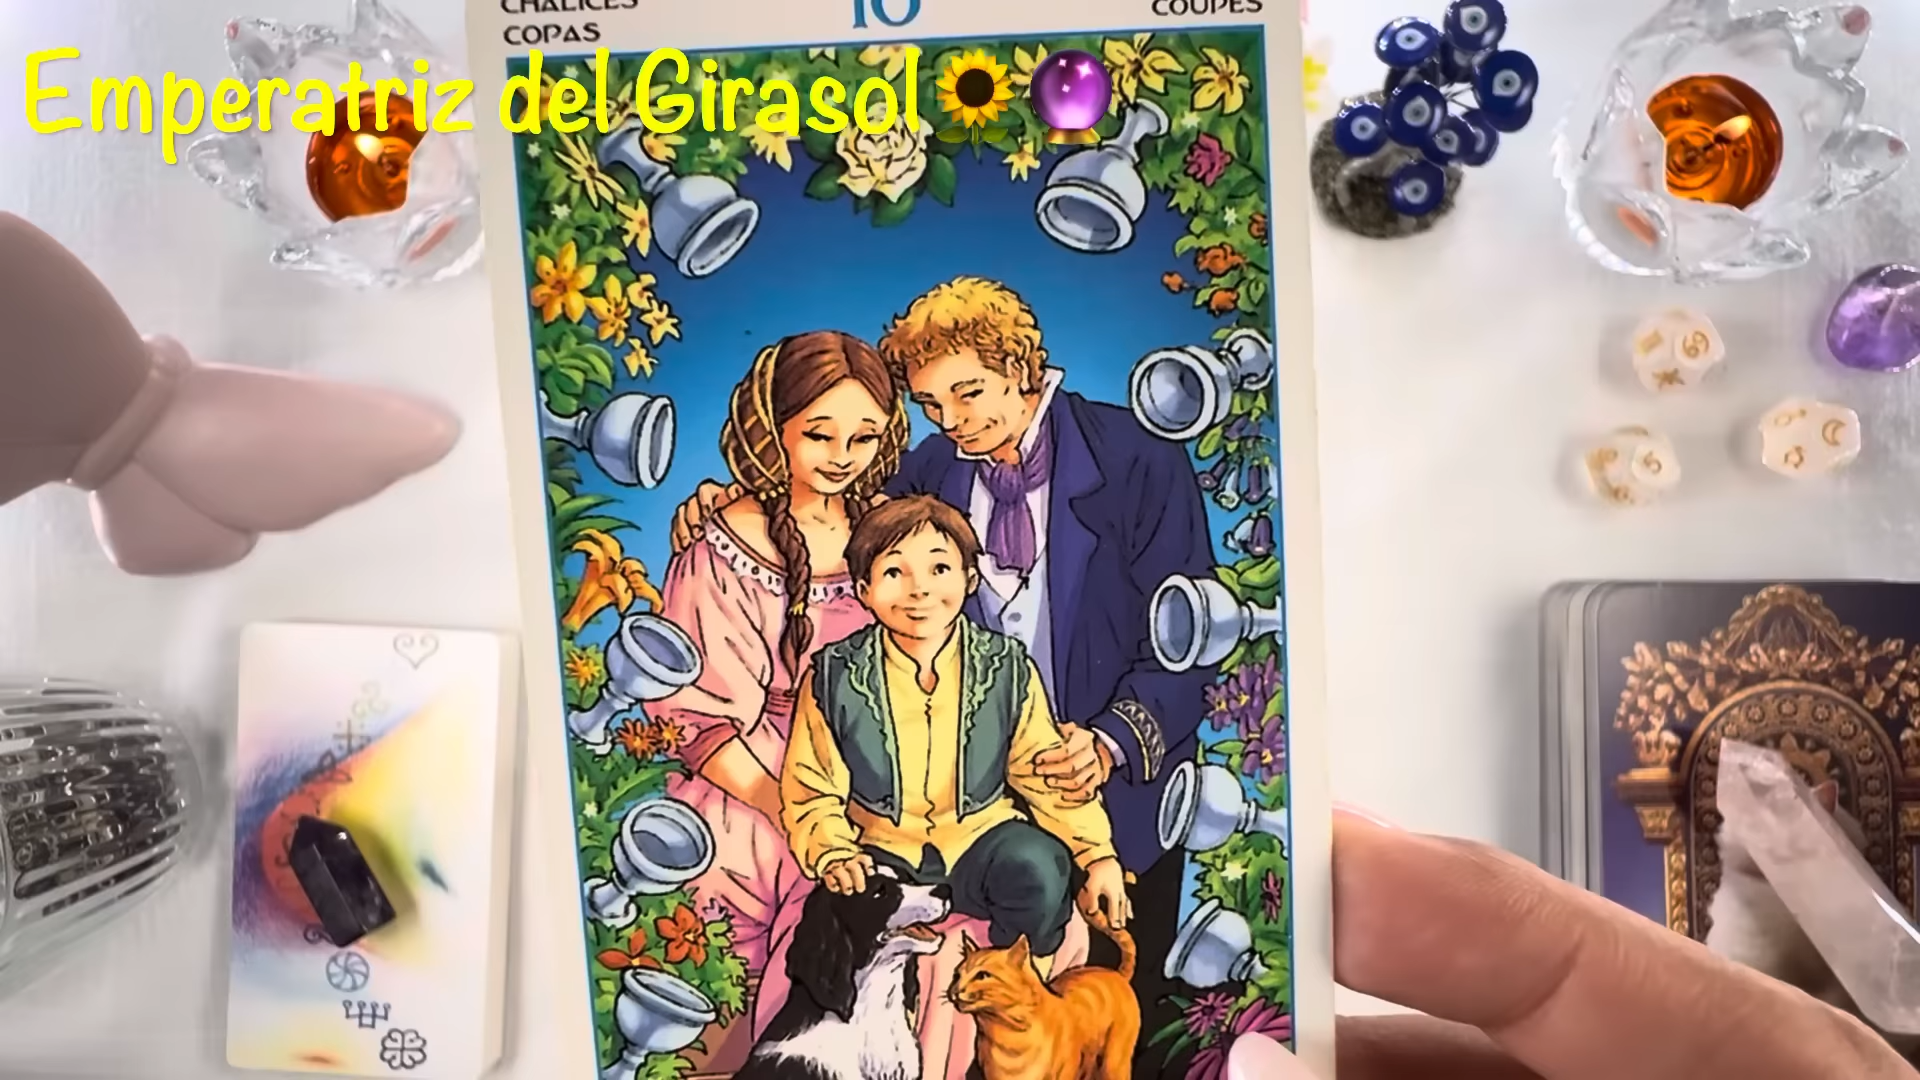 CHALICES
COPAS
10
COUPES
Emperatriz del Girasol🌻🔮